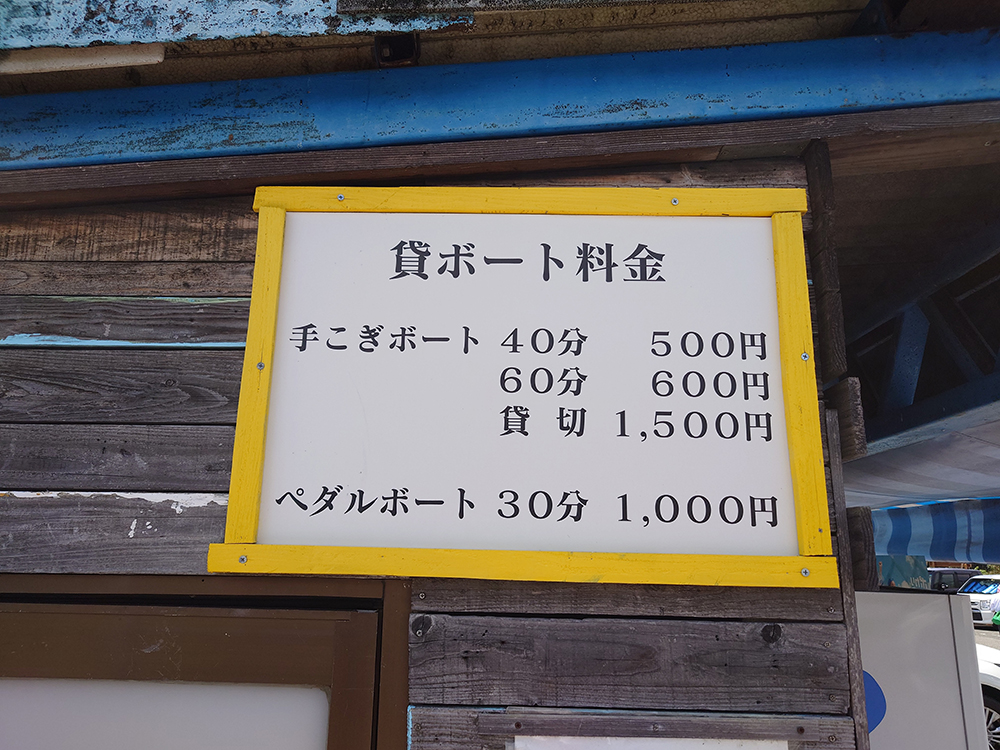 貸ボート料金
手こぎボート 40分 500円
60分 600円
貸切 1,500円
ペダルボート 30分 1,000円